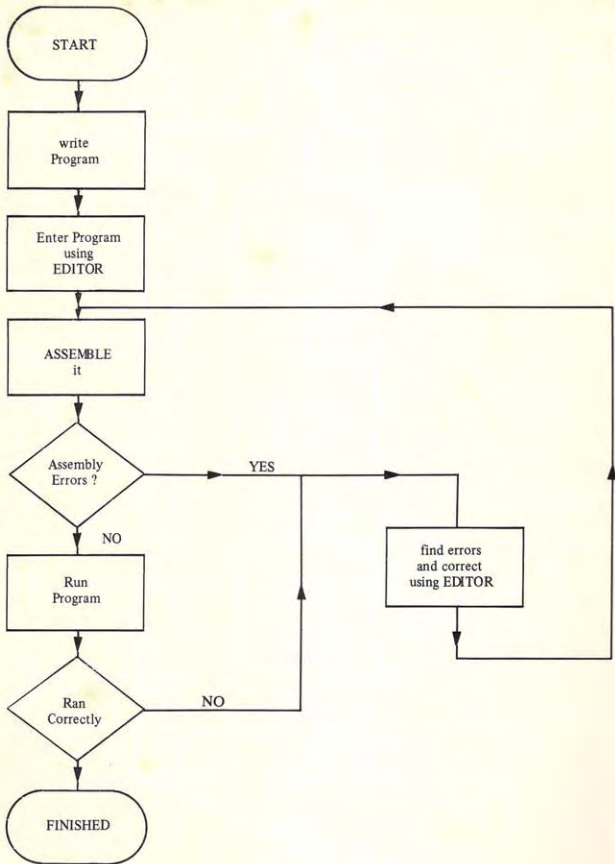 START
write
Program
Enter Program
using
EDITOR
ASSEMBLE
it
Assembly
Errors ?
YES
NO
find errors
and correct
using EDITOR
Run
Program
Ran
Correctly
NO
FINISHED